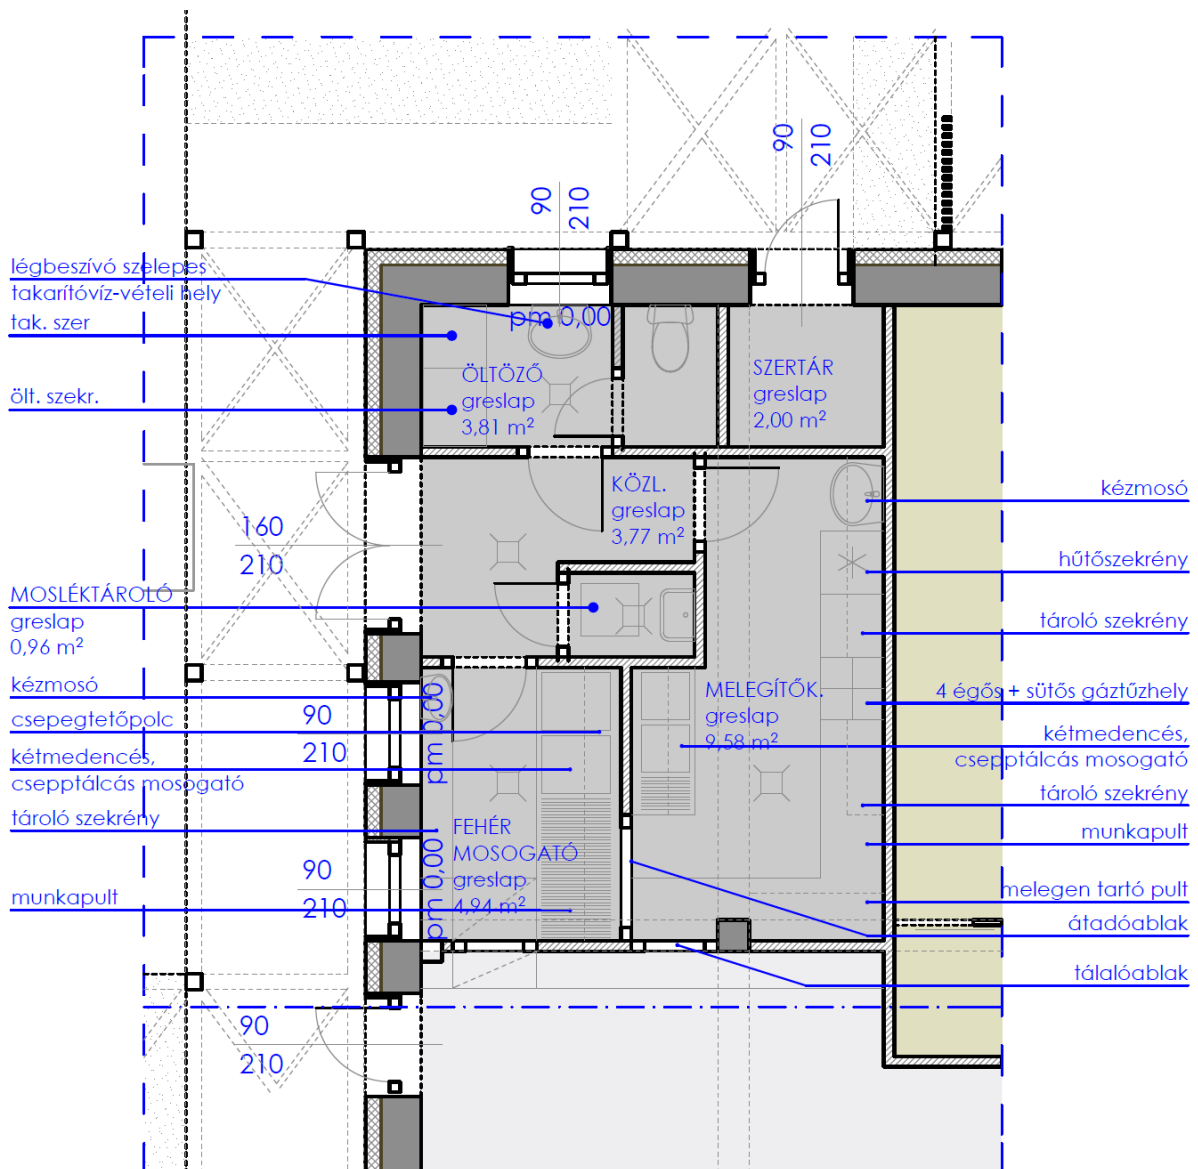 90
210
90
210
légbeszívó szelepes
takarítóvíz-vételi hely
tak. szer
ölt. szekr.
pm 0,00
ÖLTÖZŐ
greslap
3,81 m²
SZERTÁR
greslap
2,00 m²
KÖZL.
greslap
3,77 m²
160
210
MOSLÉKTÁROLÓ
greslap
0,96 m²
kézmosó
csepegtetőpolc
kétmedencés,
csepptálcás mosogató
tároló szekrény
munkapult
90
210
pm 0,00
90
210
pm 0,00
FEHÉR
MOSOGATÓ
greslap
4,94 m²
MELEGÍTŐK.
greslap
9,58 m²
kézmosó
hűtőszekrény
tároló szekrény
4 égős + sütős gáztűzhely
kétmedencés,
csepptálcás mosogató
tároló szekrény
munkapult
melegen tartó pult
átadóablak
tálalóablak
90
210